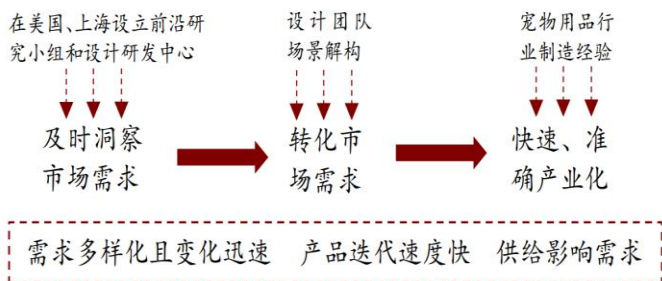 在美国、上海设立前沿研
究小组和设计研发中心
设计团队
场景解构
宠物用品行
业制造经验
及时洞察
市场需求
转化市
场需求
快速、准
确产业化
需求多样化且变化迅速 产品迭代速度快 供给影响需求